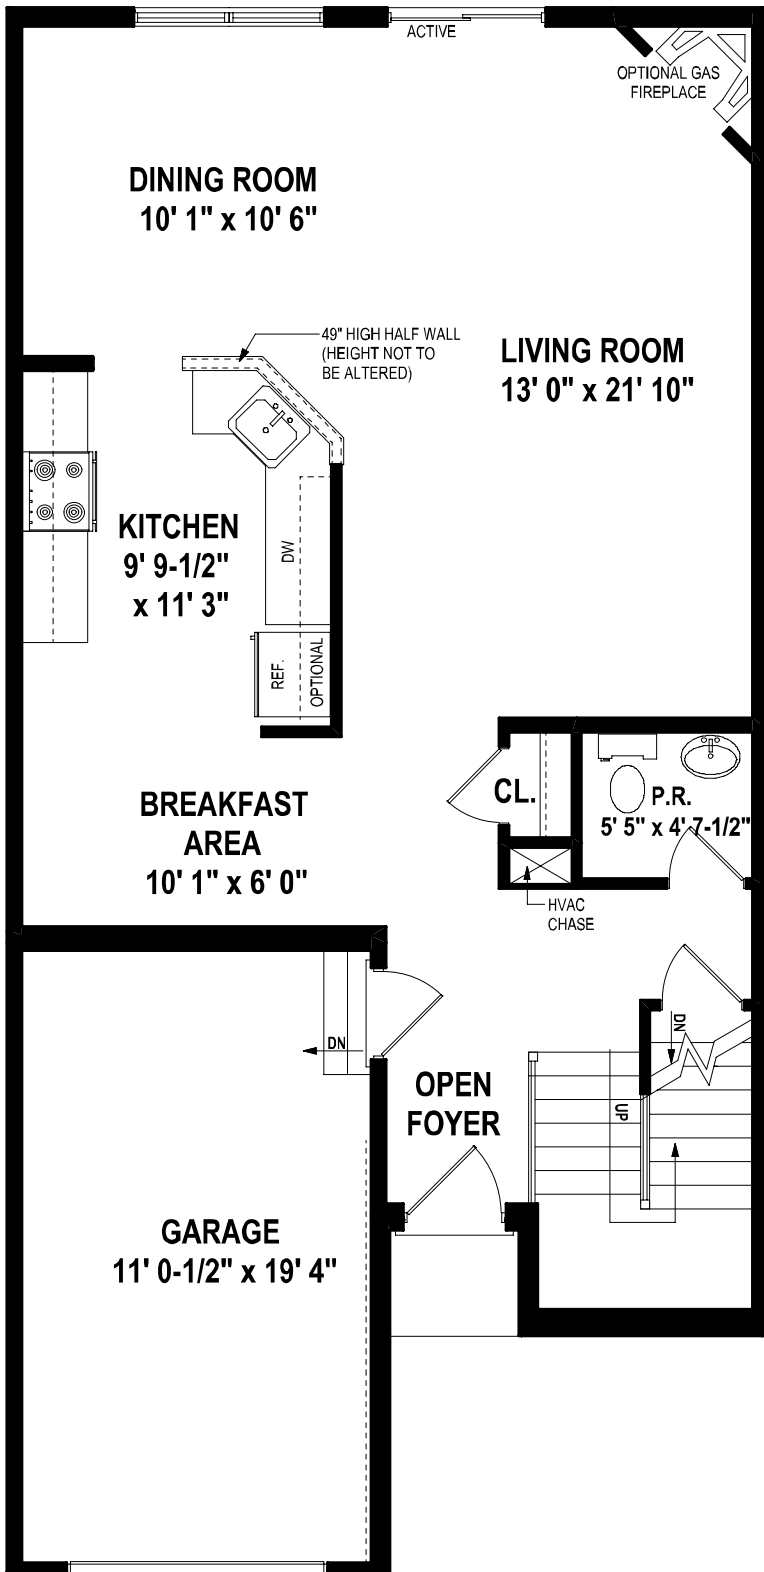 ACTIVE
OPTIONAL GAS
FIREPLACE
DINING ROOM
10' 1" x 10' 6"
49" HIGH HALF WALL
(HEIGHT NOT TO
BE ALTERED)
LIVING ROOM
13' 0" x 21' 10"
KITCHEN
9' 9-1/2"
x 11' 3"
DW
REF.
OPTIONAL
BREAKFAST
AREA
10' 1" x 6' 0"
CL.
P.R.
5' 5" x 4' 7-1/2"
HVAC
CHASE
DN
DN
OPEN
FOYER
UP
GARAGE
11' 0-1/2" x 19' 4"